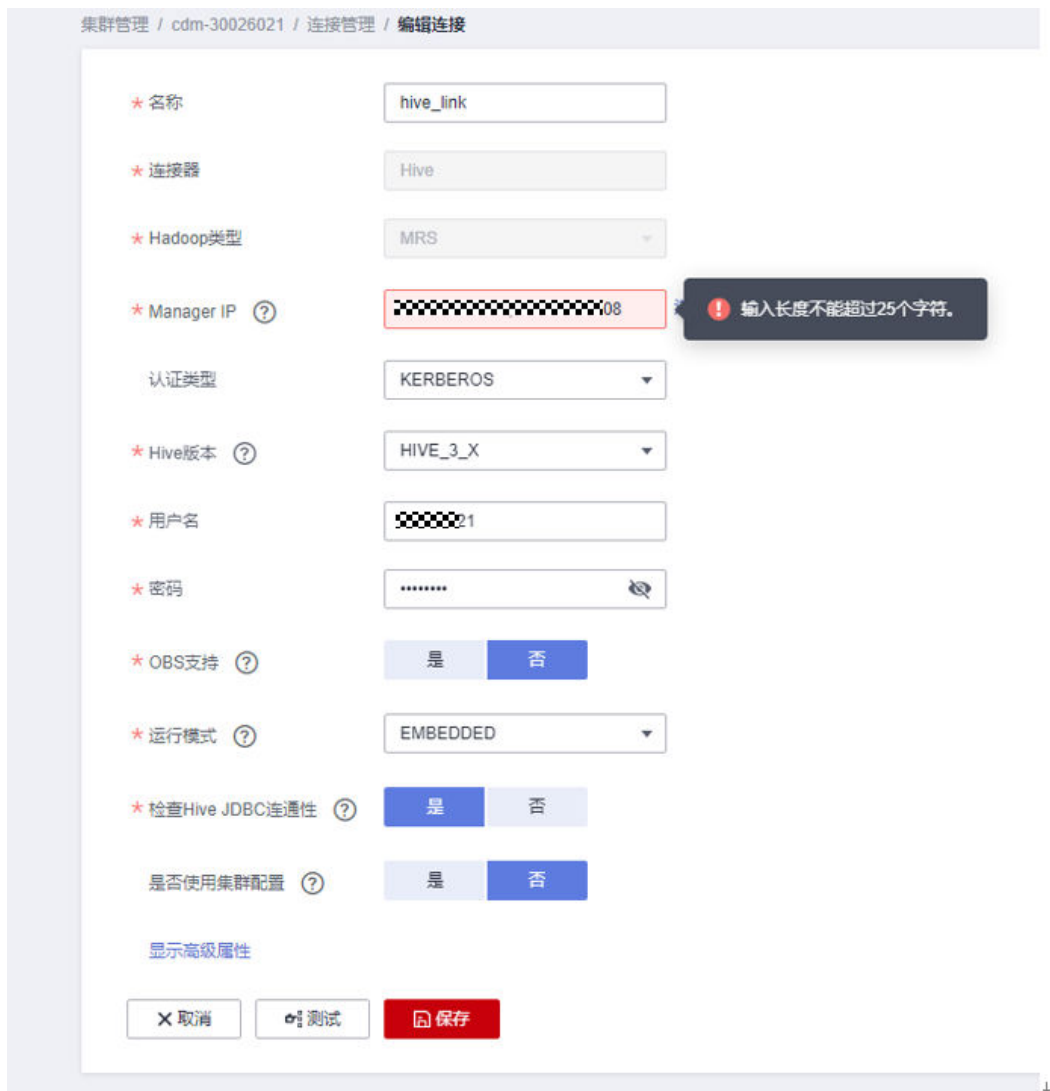 集群管理 / cdm-30026021 / 连接管理 / 编辑连接
* 名称 hive_link
* 连接器 Hive
* Hadoop类型 MRS
* Manager IP ? 08 输入长度不能超过25个字符。
认证类型 KERBEROS
* Hive版本 ? HIVE_3_X
* 用户名 21
* 密码 ••••••••
* OBS支持 ? 是 否
* 运行模式 ? EMBEDDED
* 检查Hive JDBC连通性 ? 是 否
是否使用集群配置 ? 是 否
显示高级属性
取消 测试 保存